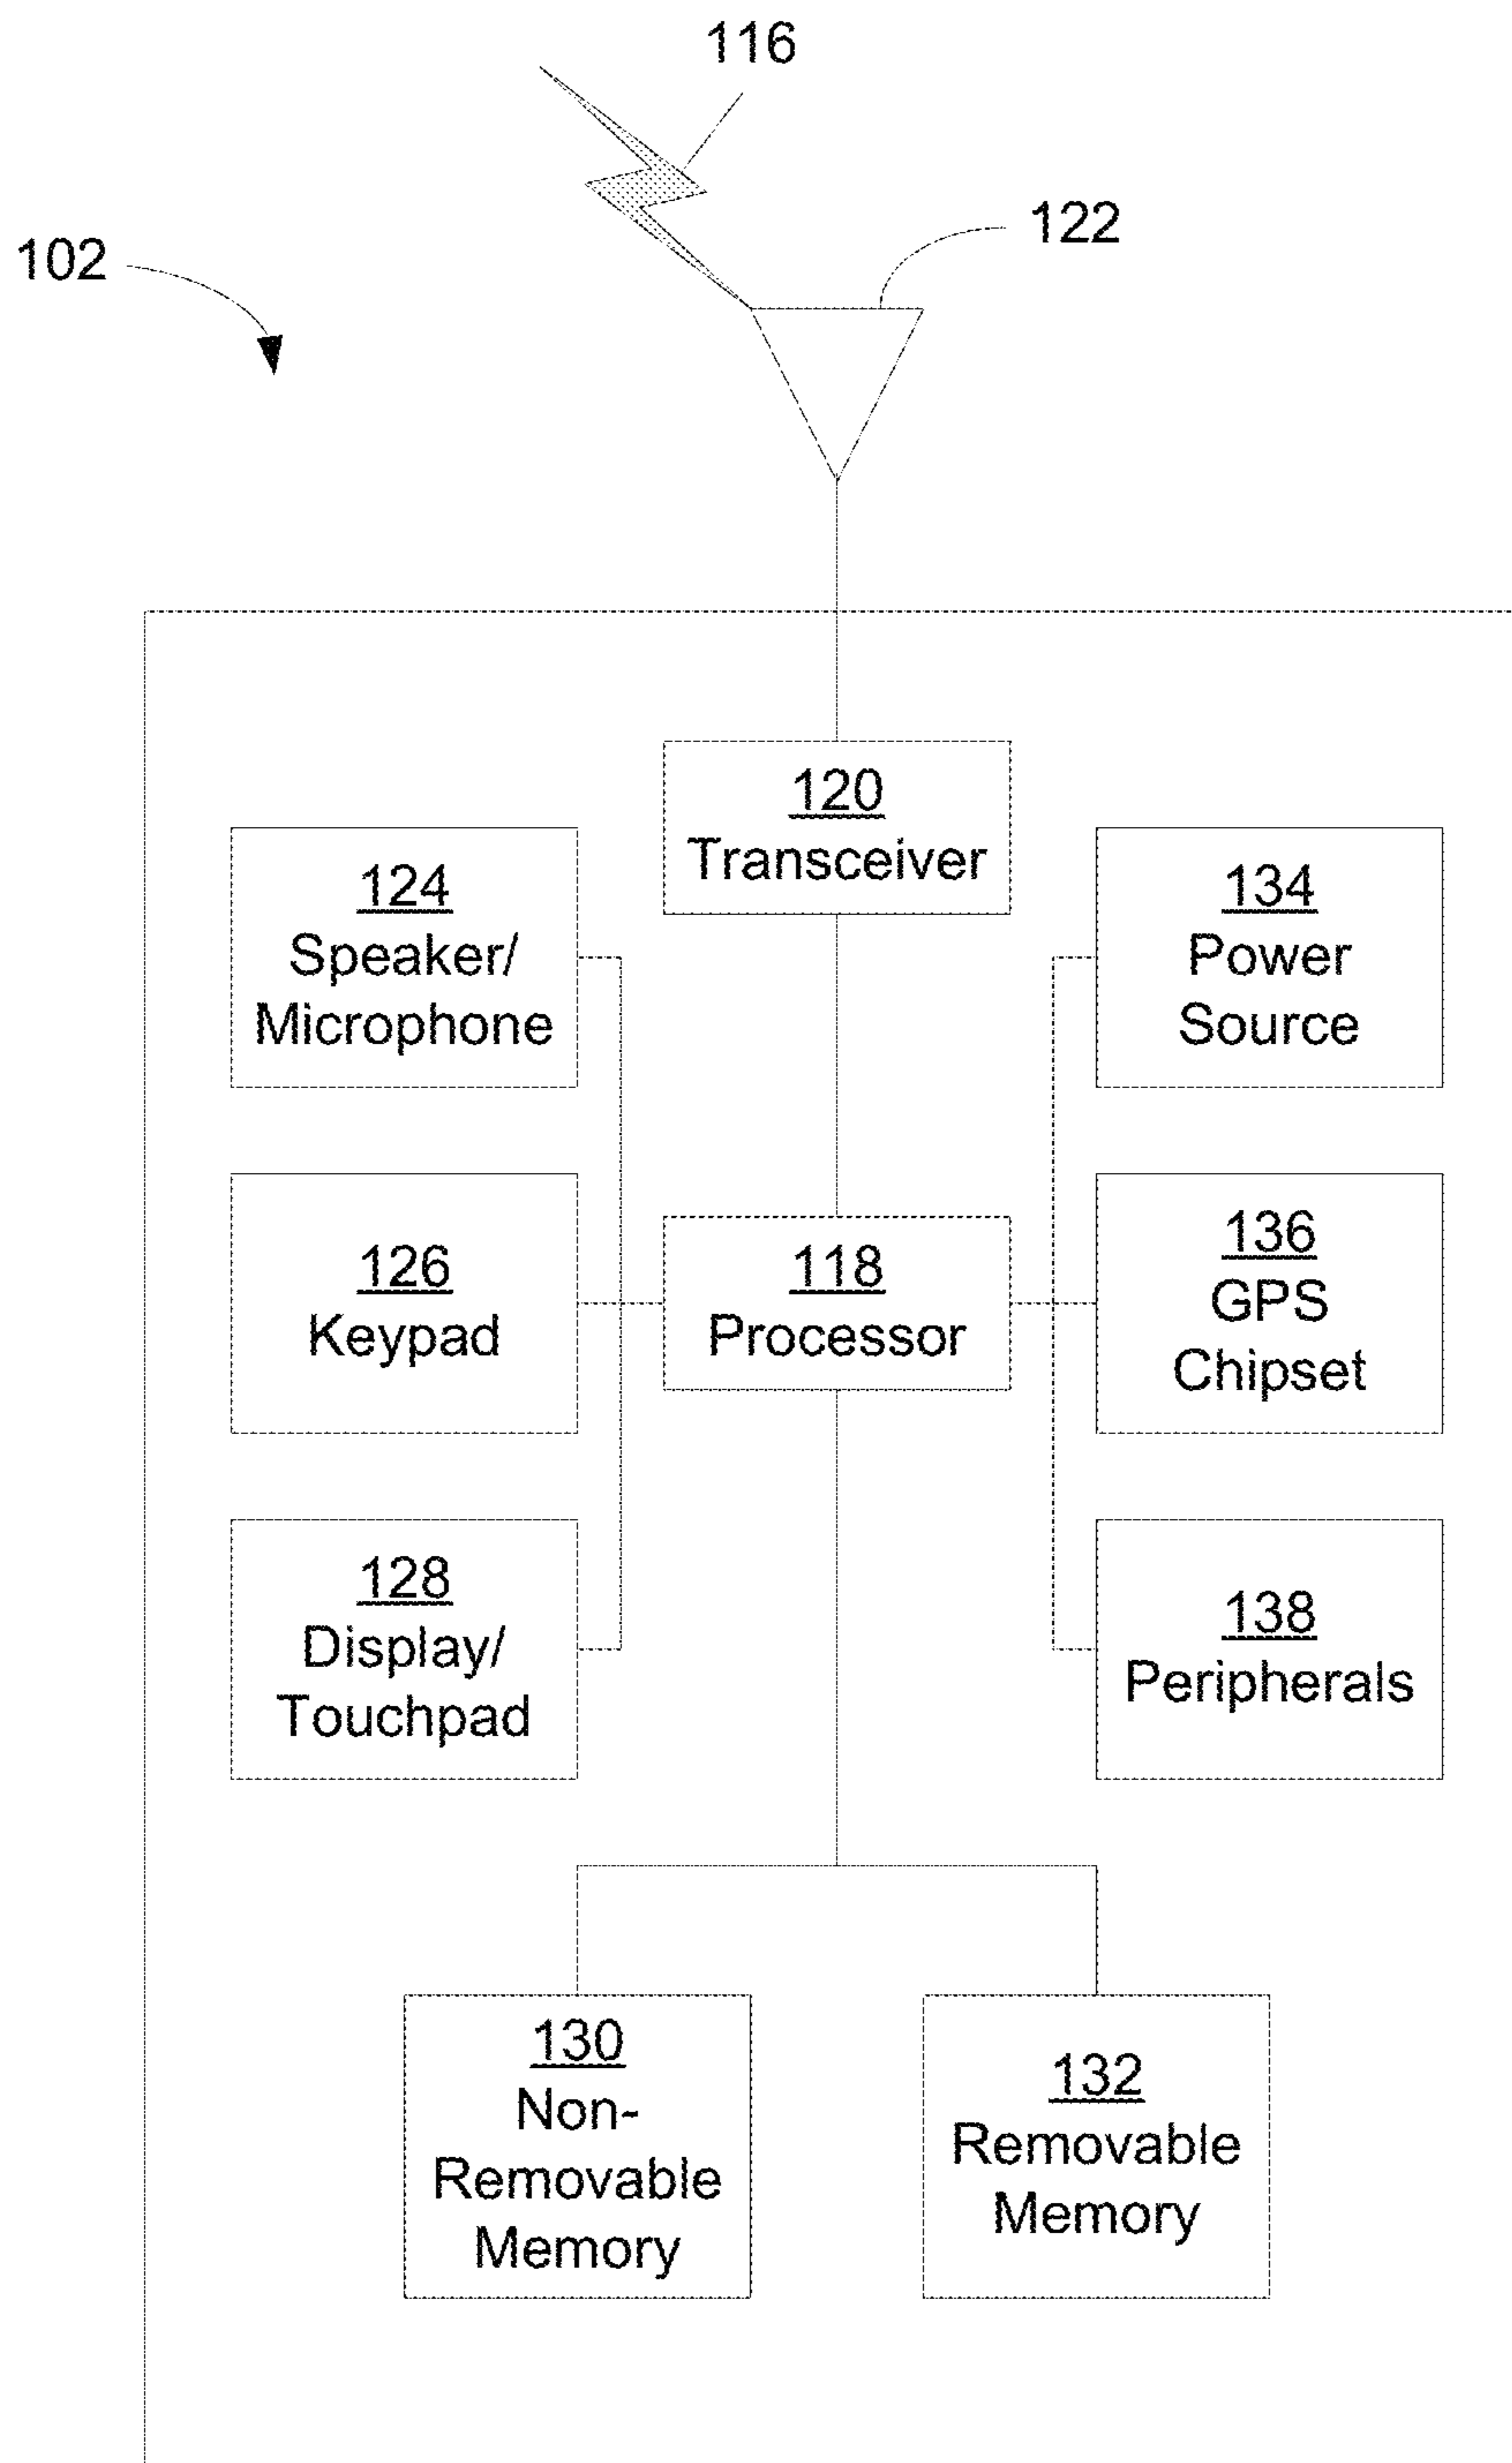 116
122
102
120
Transceiver
124
Speaker/
Microphone
134
Power
Source
126
Keypad
118
Processor
136
GPS
Chipset
128
Display/
Touchpad
138
Peripherals
130
Non-
Removable
Memory
132
Removable
Memory